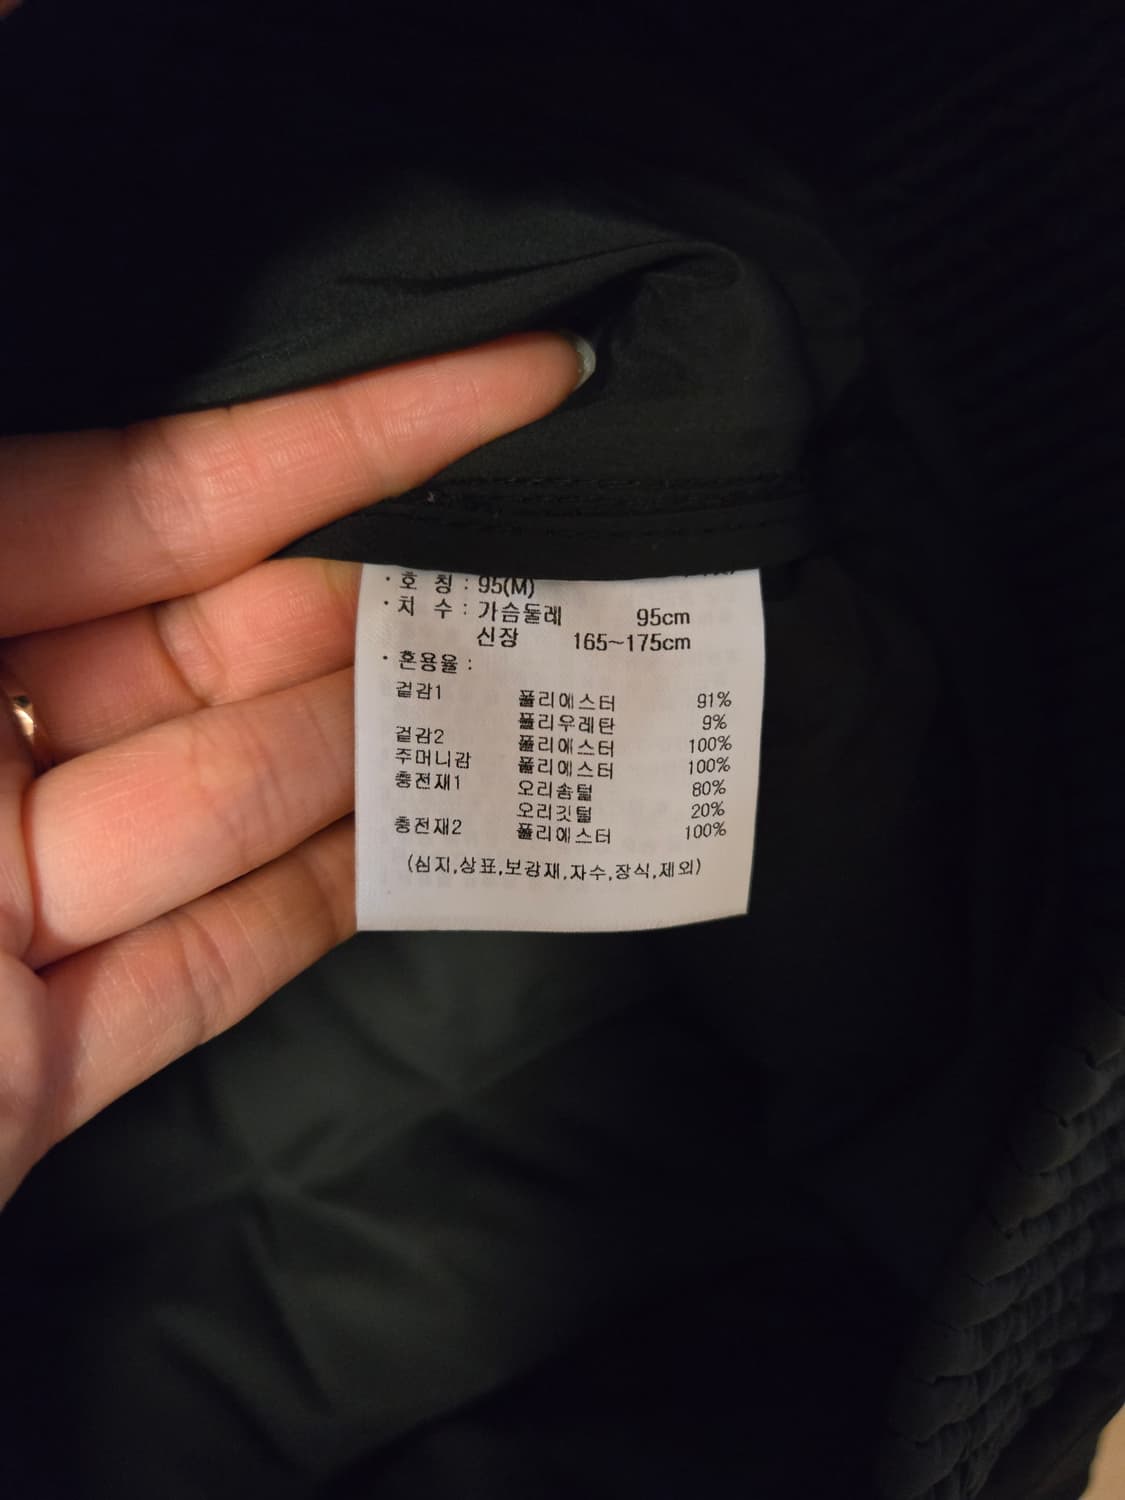 · 호 칭 : 95(M)
· 치 수 : 가슴둘레 95cm
신장 165~175cm
· 혼용율 :
겉감1 폴리에스터 91%
폴리우레탄 9%
겉감2 폴리에스터 100%
주머니감 폴리에스터 100%
충전재1 오리솜털 80%
오리깃털 20%
충전재2 폴리에스터 100%
(심지,상표,보강재,자수,장식,제외)